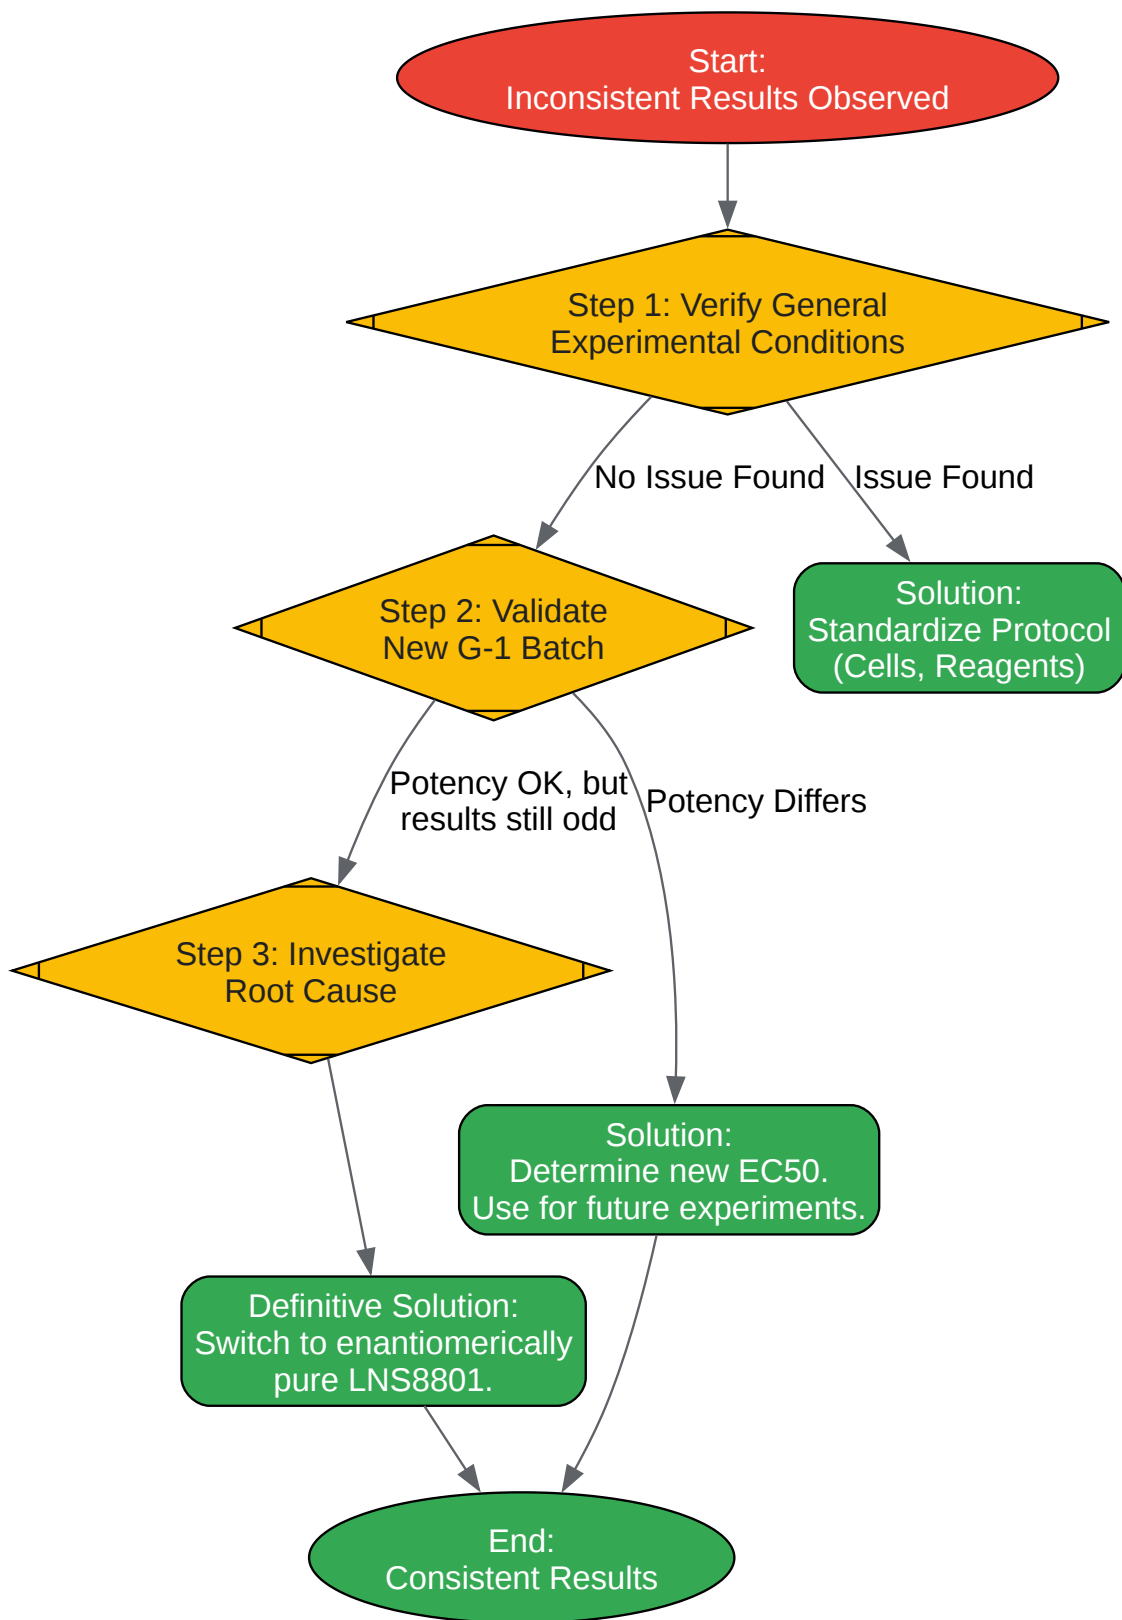 Start:
Inconsistent Results Observed
Step 1: Verify General
Experimental Conditions
No Issue Found
Issue Found
Step 2: Validate
New G-1 Batch
Solution:
Standardize Protocol
(Cells, Reagents)
Potency OK, but
results still odd
Potency Differs
Step 3: Investigate
Root Cause
Solution:
Determine new EC50.
Use for future experiments.
Definitive Solution:
Switch to enantiomerically
pure LNS8801.
End:
Consistent Results